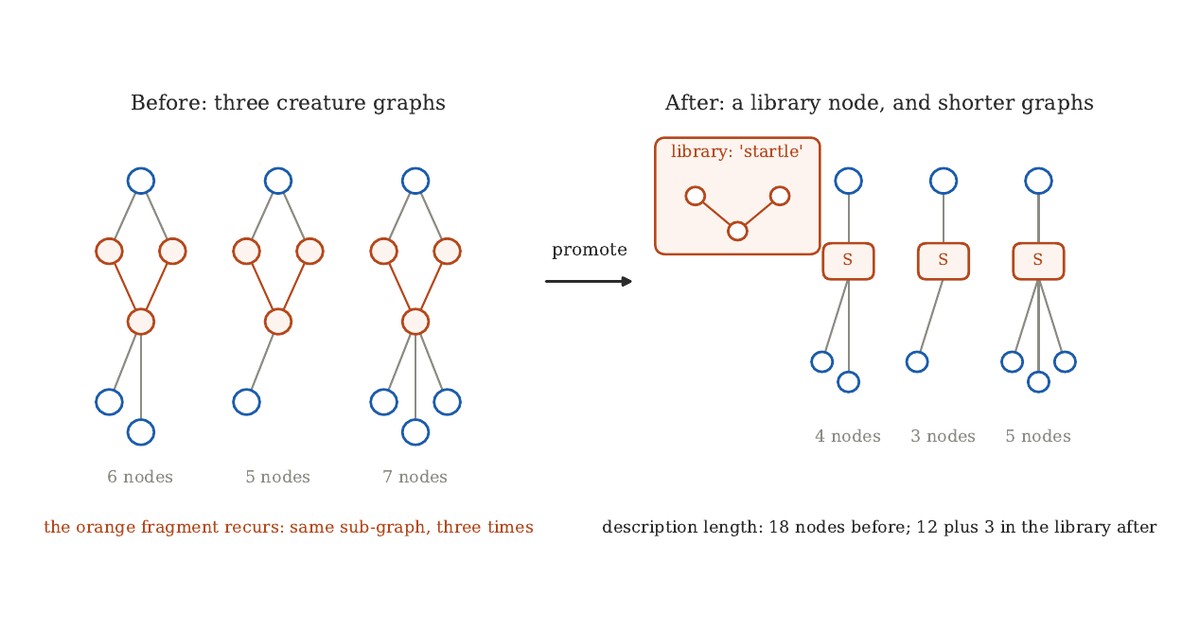 Before: three creature graphs
After: a library node, and shorter graphs
library: 'startle'
promote
S
S
S
4 nodes
3 nodes
5 nodes
6 nodes
5 nodes
7 nodes
the orange fragment recurs: same sub-graph, three times
description length: 18 nodes before; 12 plus 3 in the library after